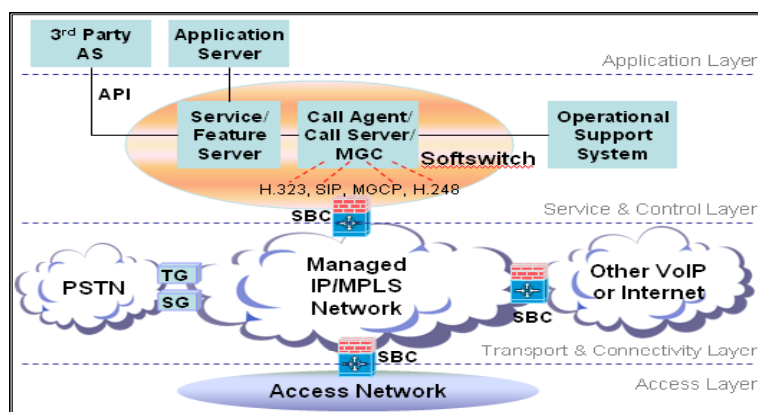 3rd Party
AS
Application
Server
Application Layer
API
Service/
Feature
Server
Call Agent/
Call Server/
MGC
Operational
Support
System
Softswitch
H.323, SIP, MGCP, H.248
SBC
Service & Control Layer
PSTN
TG
SG
Managed
IP/MPLS
Network
Other VoIP
or Internet
SBC
SBC
Transport & Connectivity Layer
Access Network
Access Layer